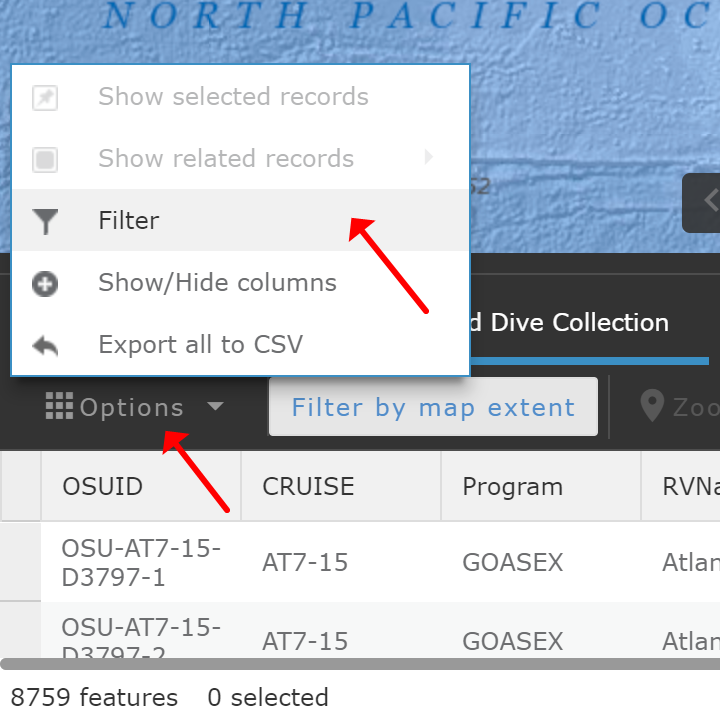 NORTH PACIFIC OC
Show selected records
Show related records
Filter
Show/Hide columns
Export all to CSV
d Dive Collection
Options
Filter by map extent
Zoo
OSUID CRUISE Program RVNa
OSU-AT7-15-
D3797-1
AT7-15 GOASEX Atlan
OSU-AT7-15-
D3797-2
AT7-15 GOASEX Atlan
8759 features 0 selected